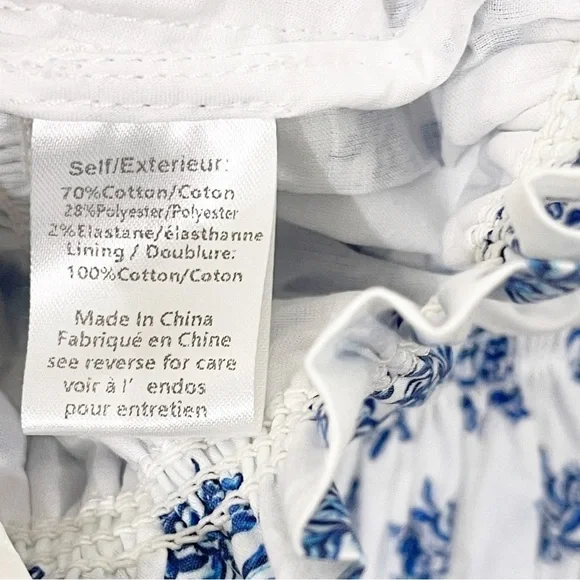 Self/Exterieur:
70%Cotton/Coton
28%Polyester/Polyester
2%Elastane/élasthanne
Lining / Doublure:
100%Cotton/Coton
Made In China
Fabriqué en Chine
see reverse for care
voir à l' endos
pour entretien